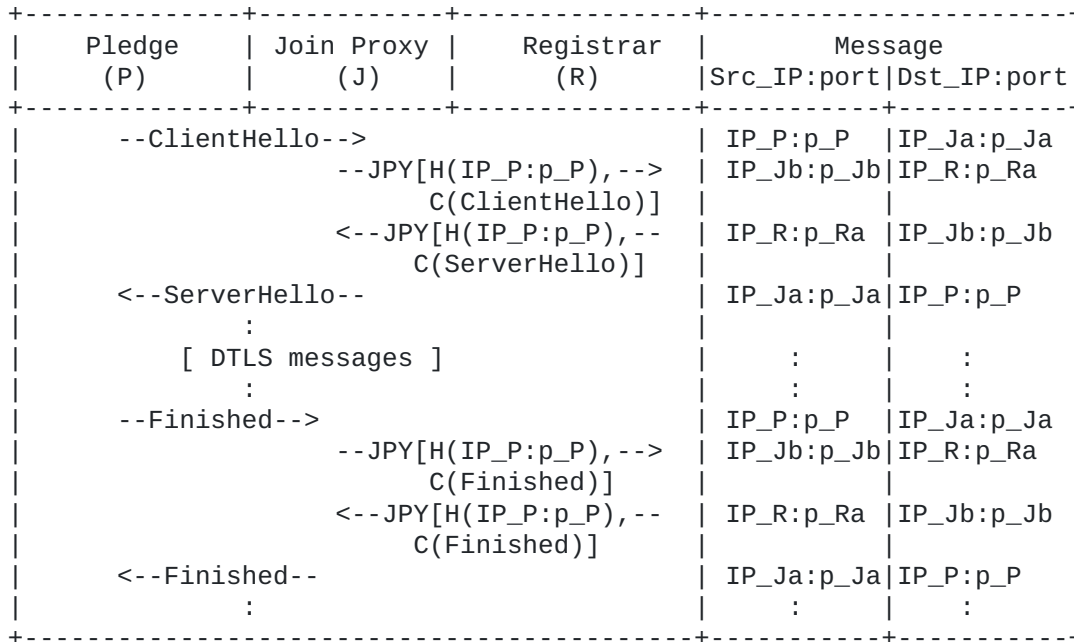 +--------------+------------+---------------+-----------------------+
|    Pledge    | Join Proxy |    Registrar  |        Message
|     (P)      |     (J)    |       (R)     |Src_IP:port|Dst_IP:port
+--------------+------------+---------------+-----------+-----------+
|      --ClientHello-->                     | IP_P:p_P  |IP_Ja:p_Ja
|                    --JPY[H(IP_P:p_P),-->  | IP_Jb:p_Jb|IP_R:p_Ra
|                          C(ClientHello)]  |           |
|                    <--JPY[H(IP_P:p_P),--  | IP_R:p_Ra |IP_Jb:p_Jb
|                         C(ServerHello)]   |           |
|      <--ServerHello--                     | IP_Ja:p_Ja|IP_P:p_P
|              :                            |           |
|          [ DTLS messages ]                |     :     |    :
|              :                            |     :     |    :
|      --Finished-->                        | IP_P:p_P  |IP_Ja:p_Ja
|                    --JPY[H(IP_P:p_P),-->  | IP_Jb:p_Jb|IP_R:p_Ra
|                          C(Finished)]     |           |
|                    <--JPY[H(IP_P:p_P),--  | IP_R:p_Ra |IP_Jb:p_Jb
|                         C(Finished)]      |           |
|      <--Finished--                        | IP_Ja:p_Ja|IP_P:p_P
|              :                            |     :     |    :
+-------------------------------------------+-----------+-----------+